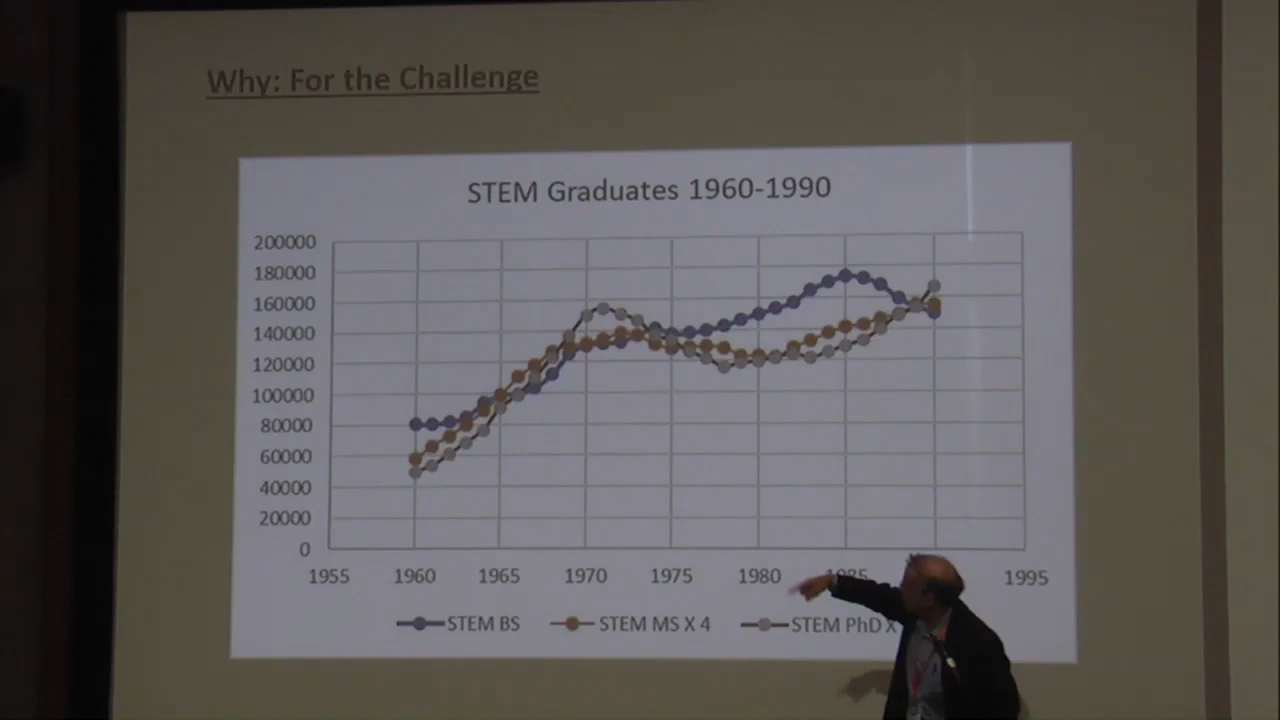 Why: For the Challenge
STEM Graduates 1960-1990
200000
180000
160000
140000
120000
100000
80000
60000
40000
20000
0
1955 1960 1965 1970 1975 1980 1985 1995
STEM BS STEM MS X 4 STEM PhD X